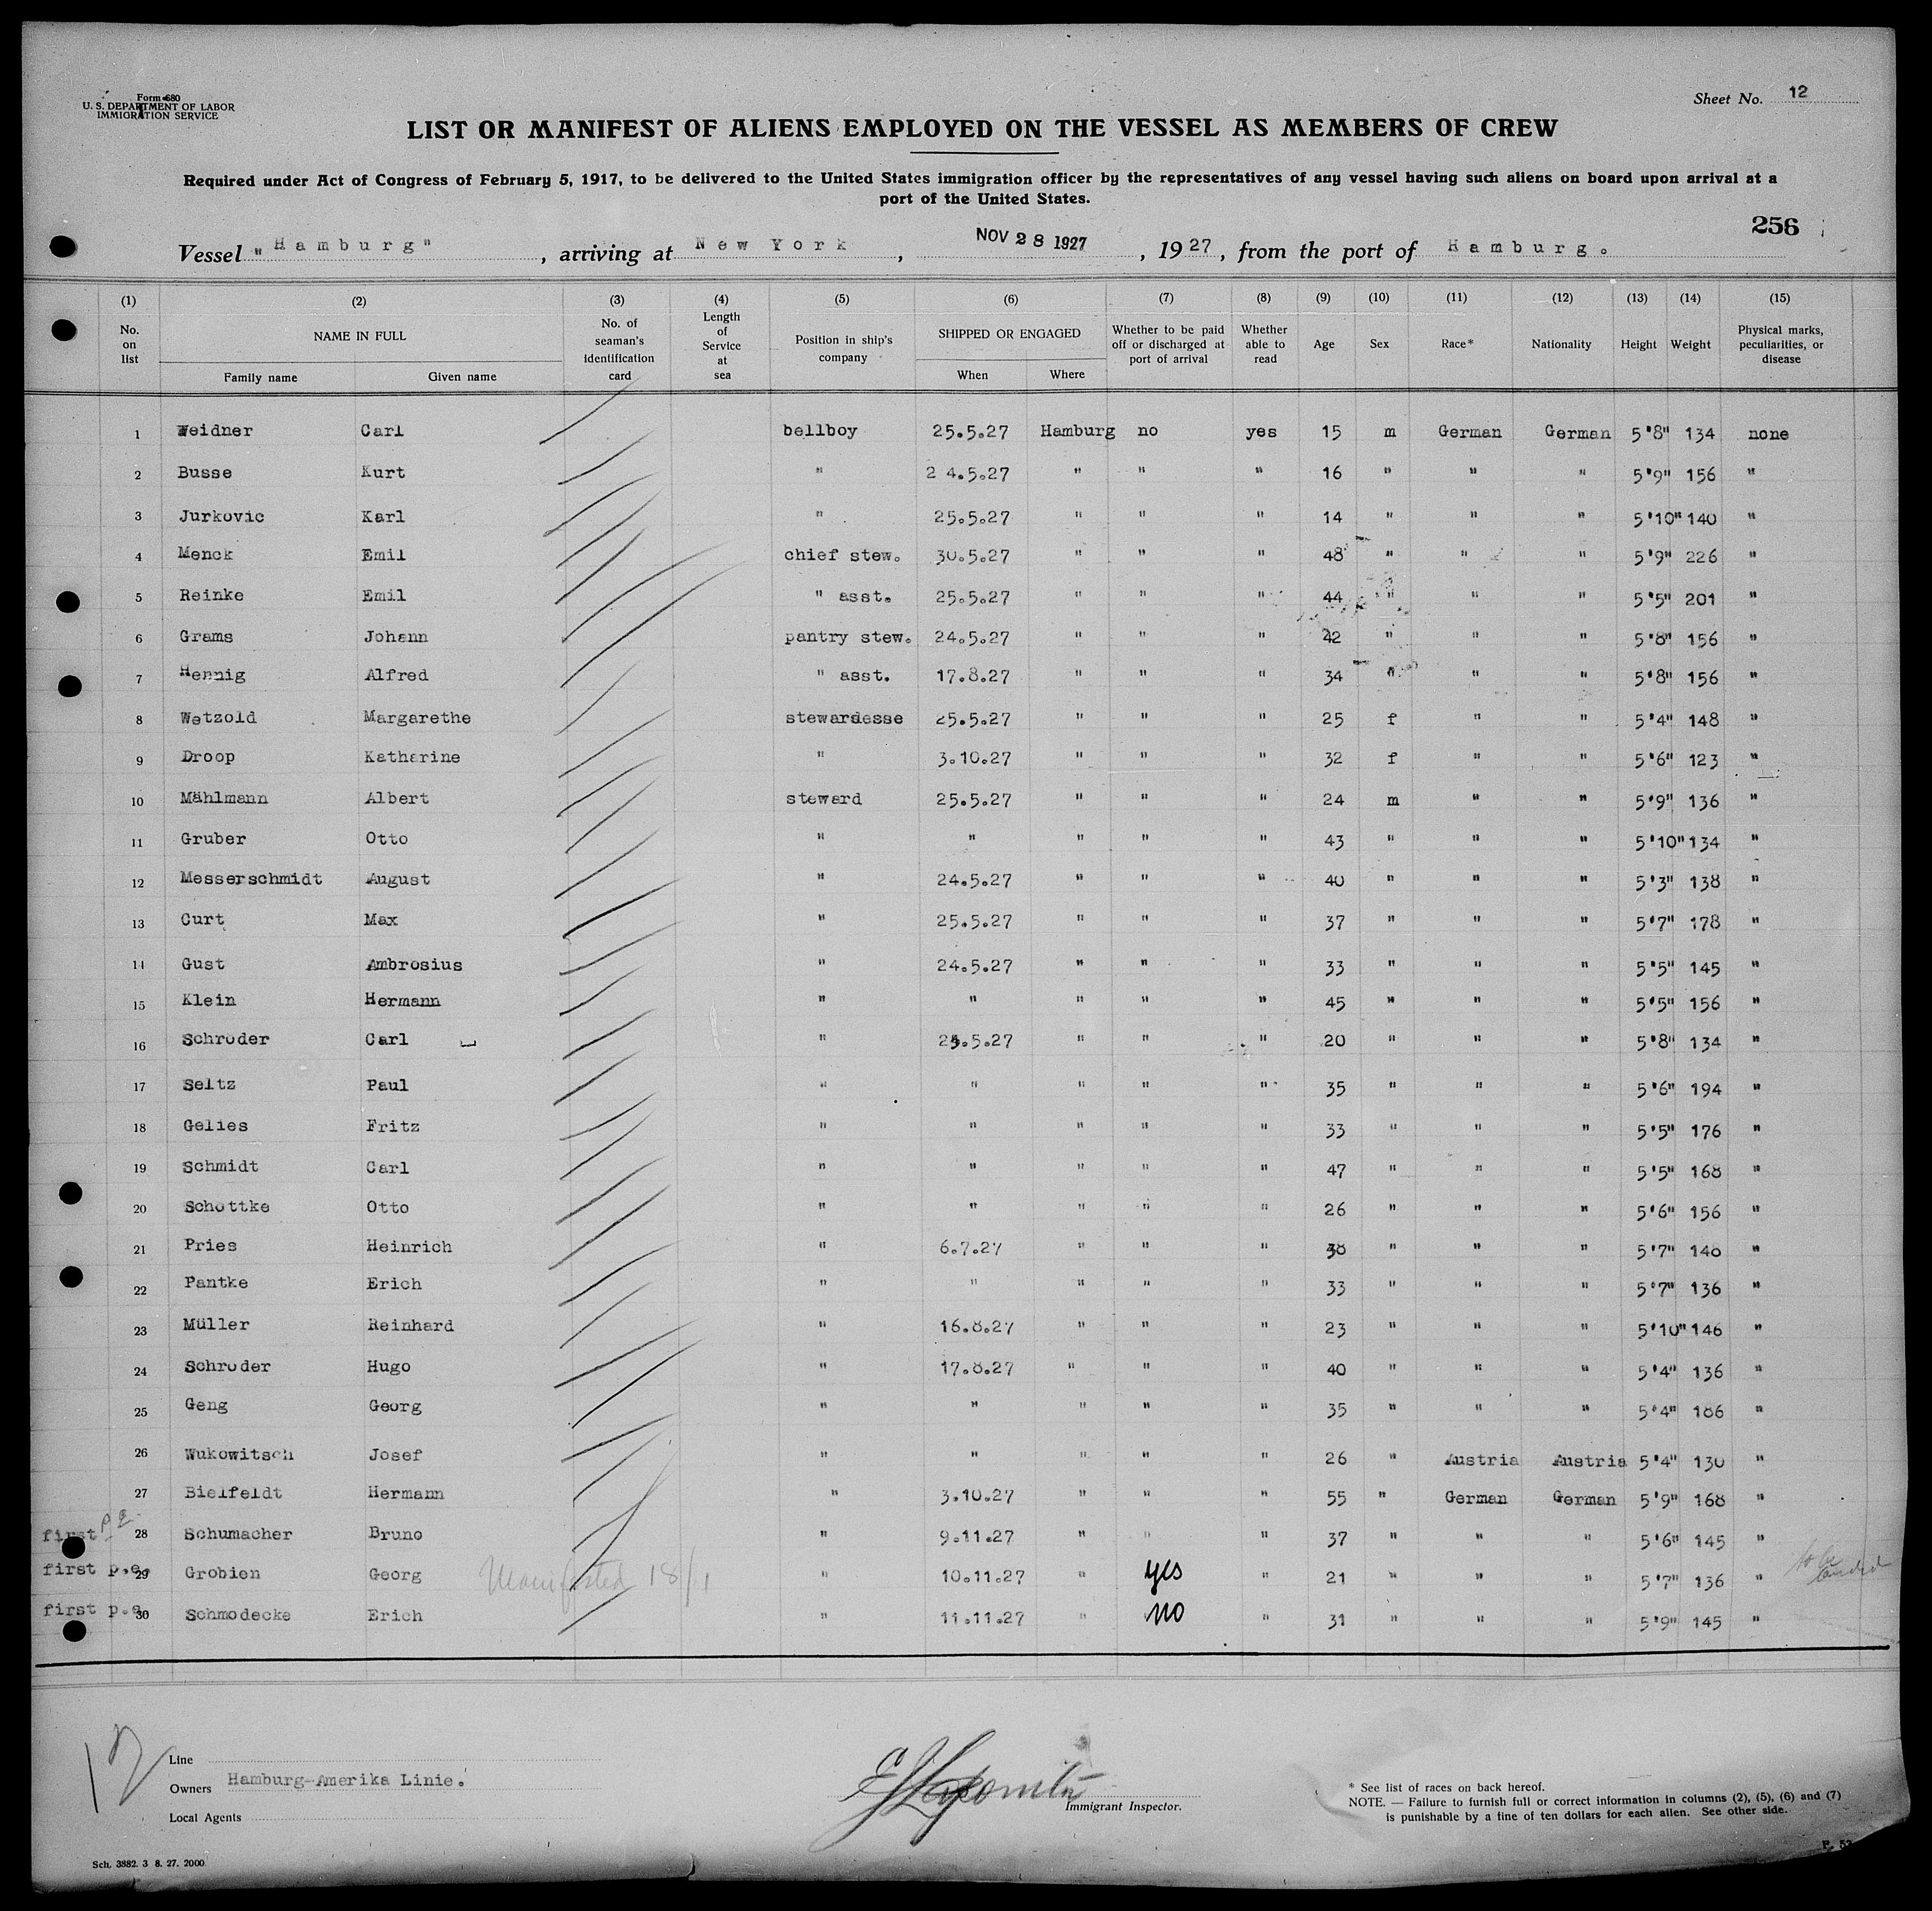 Form 680
U. S. DEPARTMENT OF LABOR
IMMIGRATION SERVICE
Sheet No. 12
LIST OR MANIFEST OF ALIENS EMPLOYED ON THE VESSEL AS MEMBERS OF CREW
Required under Act of Congress of February 5, 1917, to be delivered to the United States immigration officer by the representatives of any vessel having such aliens on board upon arrival at a
port of the United States.
256
Vessel "Hamburg", arriving at New York, NOV 28 1927, 1927, from the port of Hamburg.
(1) (2) (3) (4) (5) (6) (7) (8) (9) (10) (11) (12) (13) (14) (15)
No. on list NAME IN FULL Family name Given name No. of seaman's identification card Length of Service at sea Position in ship's company SHIPPED OR ENGAGED When Where Whether to be paid off or discharged at port of arrival Whether able to read Age Sex Race* Nationality Height Weight Physical marks, peculiarities, or disease
1 Weidner Carl bellboy 25.5.27 Hamburg no yes 15 m German German 5'8" 134 none
2 Busse Kurt " 24.5.27 " " " 16 " " " 5'9" 156 "
3 Jurkovic Karl " 25.5.27 " " " 14 " " " 5'10" 140 "
4 Menck Emil chief stew. 30.5.27 " " " 48 " " " 5'9" 226 "
5 Reinke Emil " asst. 25.5.27 " " " 44 " " " 5'5" 201 "
6 Grams Johann pantry stew. 24.5.27 " " " 42 " " " 5'8" 156 "
7 Hennig Alfred " asst. 17.8.27 " " " 34 " " " 5'8" 156 "
8 Wetzold Margarethe stewardesse 25.5.27 " " " 25 f " " 5'4" 148 "
9 Droop Katharine " 3.10.27 " " " 32 f " " 5'6" 123 "
10 Mählmann Albert steward 25.5.27 " " " 24 m " " 5'9" 136 "
11 Gruber Otto " " " " " 43 " " " 5'10" 134 "
12 Messerschmidt August " 24.5.27 " " " 40 " " " 5'3" 138 "
13 Curt Max " 25.5.27 " " " 37 " " " 5'7" 178 "
14 Gust Ambrosius " 24.5.27 " " " 33 " " " 5'5" 145 "
15 Klein Hermann " " " " " 45 " " " 5'5" 156 "
16 Schröder Carl " 25.5.27 " " " 20 " " " 5'8" 134 "
17 Seitz Paul " " " " " 35 " " " 5'6" 194 "
18 Gelies Fritz " " " " " 33 " " " 5'5" 176 "
19 Schmidt Carl " " " " " 47 " " " 5'5" 168 "
20 Schottke Otto " " " " " 26 " " " 5'6" 156 "
21 Pries Heinrich " 6.7.27 " " " 38 " " " 5'7" 148 "
22 Pantke Erich " " " " " 33 " " " 5'7" 136 "
23 Müller Reinhard " 16.8.27 " " " 23 " " " 5'10" 146 "
24 Schröder Hugo " 17.8.27 " " " 40 " " " 5'4" 136 "
25 Geng Georg " " " " " 35 " " " 5'4" 186 "
26 Wukowitsch Josef " " " " " 26 " Austria Austria 5'4" 130 "
27 Bielfeldt Hermann " 3.10.27 " " " 55 " German German 5'9" 168 "
first p.e. 28 Schumacher Bruno " 9.11.27 " " " 37 " " " 5'6" 145 "
first p.e. 29 Grobien Georg Manifested 18/1 " 10.11.27 " yes " 21 " " " 5'7" 136 " to be
first p.e. 30 Schmodecke Erich " 11.11.27 " no " 31 " " " 5'9" 145 "
12
Line
Owners Hamburg-Amerika Linie.
Local Agents
Immigrant Inspector.
* See list of races on back hereof.
NOTE. — Failure to furnish full or correct information in columns (2), (5), (6) and (7)
is punishable by a fine of ten dollars for each alien. See other side.
Sch. 3882. 3 8. 27. 2000